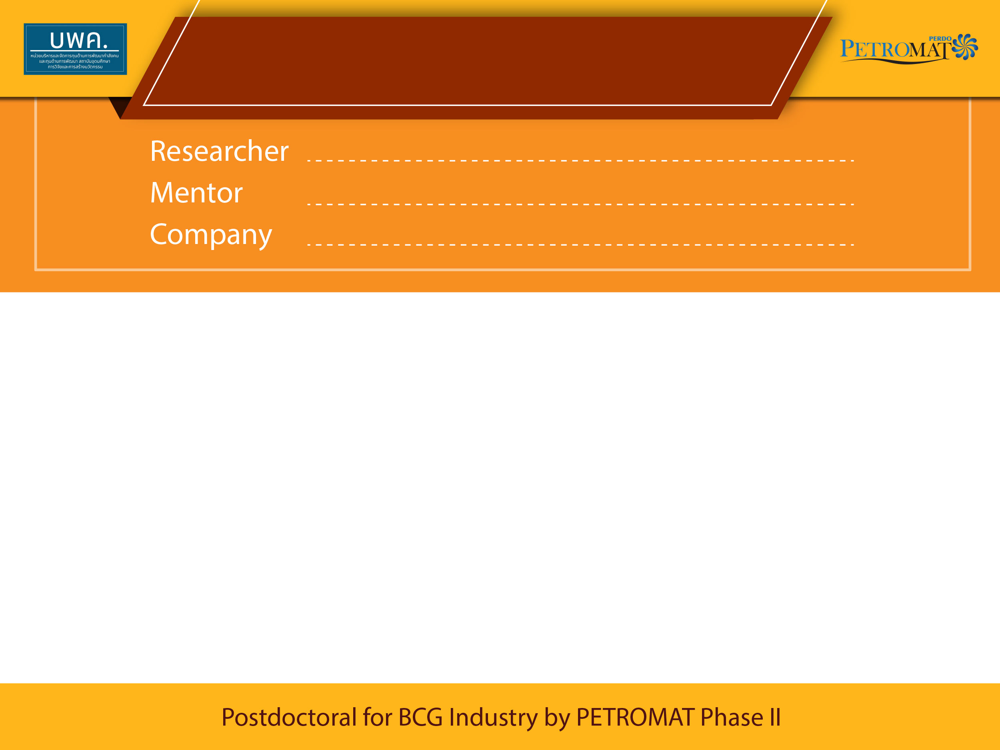 บพค.
หน่วยบริหารและจัดการทุนด้านการพัฒนากำลังคน
และทุนด้านการพัฒนา สถาบันอุดมศึกษา
การวิจัยและการสร้างนวัตกรรม
PERDO
PETROMAT
Researcher
Mentor
Company
Postdoctoral for BCG Industry by PETROMAT Phase II